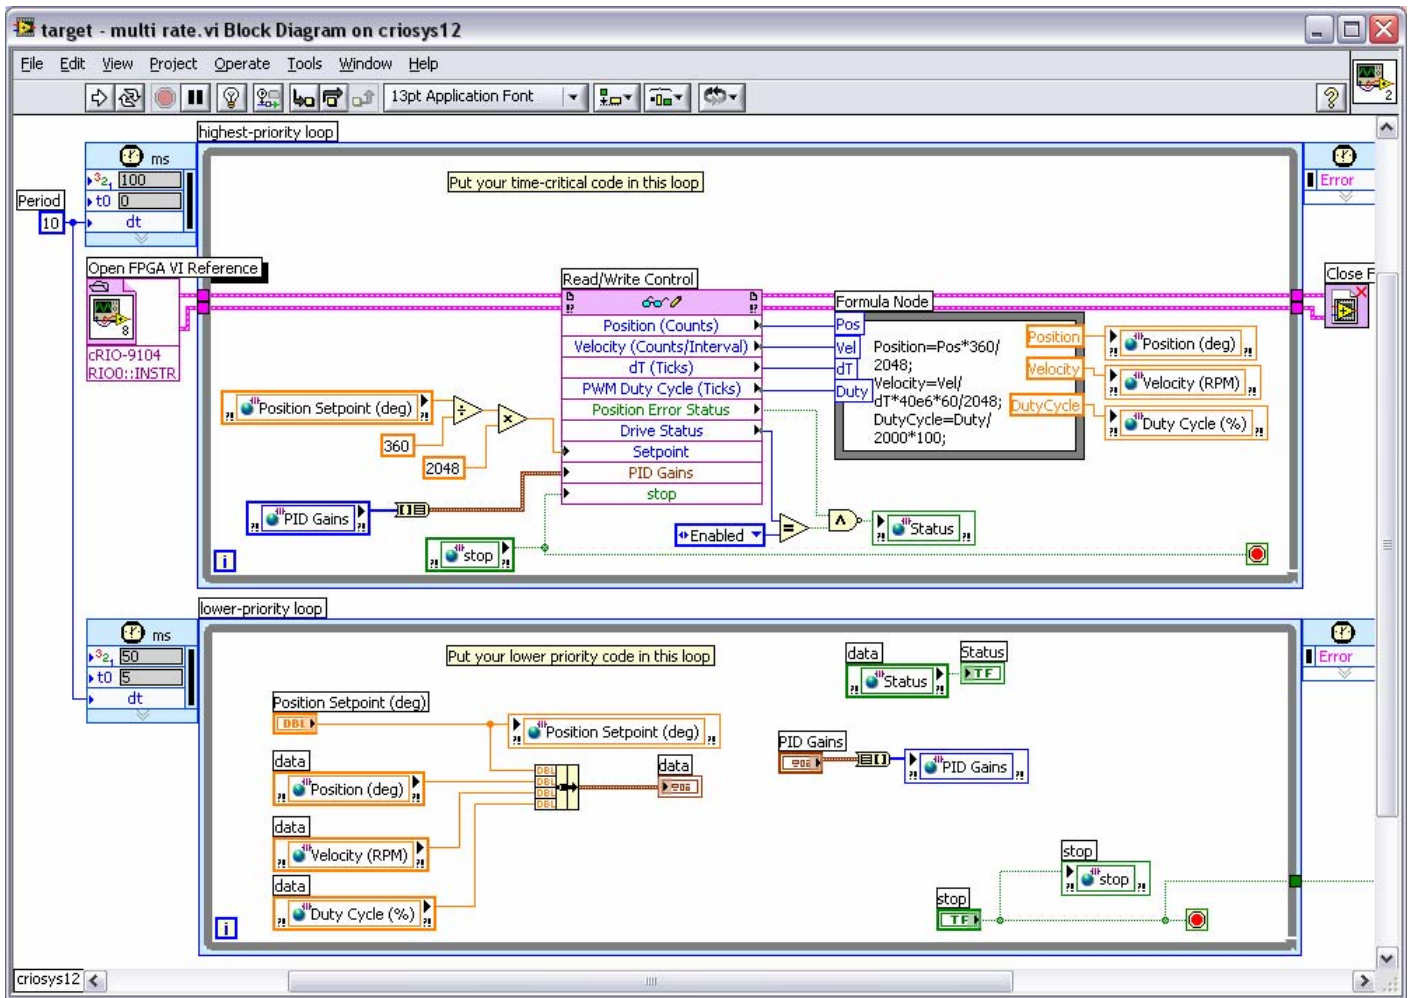 target - multi rate.vi Block Diagram on criosys12
File Edit View Project Operate Tools Window Help
13pt Application Font
2
highest-priority loop
ms
100
t0 0
dt
Period
10
Put your time-critical code in this loop
Error
Open FPGA VI Reference
8
cRIO-9104
RIO0::INSTR
Read/Write Control
Position (Counts)
Velocity (Counts/Interval)
dT (Ticks)
PWM Duty Cycle (Ticks)
Position Error Status
Drive Status
Setpoint
PID Gains
stop
Formula Node
Pos
Vel
dT
Duty
Position=Pos*360/
2048;
Velocity=Vel/
dT*40e6*60/2048;
DutyCycle=Duty/
2000*100;
Position
Velocity
DutyCycle
Position (deg)
Velocity (RPM)
Duty Cycle (%)
Close F
Position Setpoint (deg)
360
2048
PID Gains
stop
Enabled
Status
i
lower-priority loop
ms
50
t0 5
dt
Put your lower priority code in this loop
Error
Position Setpoint (deg)
DBL
Position Setpoint (deg)
data
Position (deg)
data
Velocity (RPM)
data
Duty Cycle (%)
DBL
DBL
DBL
DBL
data
data
Status
Status
TF
PID Gains
PID Gains
stop
stop
stop
TF
i
criosys12